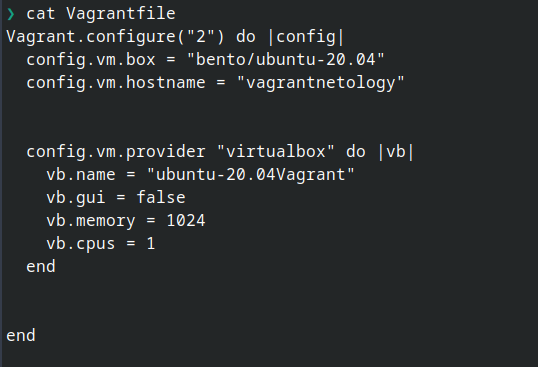 ❯ cat Vagrantfile
Vagrant.configure("2") do |config|
  config.vm.box = "bento/ubuntu-20.04"
  config.vm.hostname = "vagrantnetology"
  config.vm.provider "virtualbox" do |vb|
    vb.name = "ubuntu-20.04Vagrant"
    vb.gui = false
    vb.memory = 1024
    vb.cpus = 1
  end
end